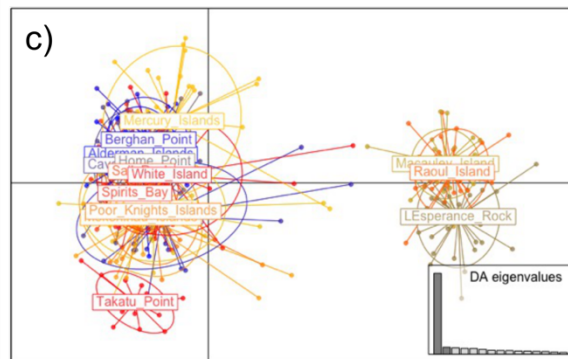 c)
Mercury_Islands
Berghan_Point
Alderman_Islands
Home_Point
White_Island
Spirits_Bay
Poor_Knights_Islands
Takatu_Point
Macauley_Island
Raoul_Island
LEsperance_Rock
DA eigenvalues